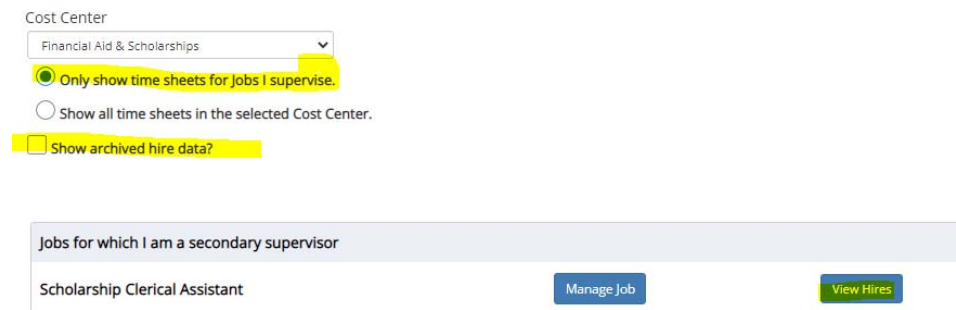 Cost Center
Financial Aid & Scholarships
Only show time sheets for Jobs I supervise.
Show all time sheets in the selected Cost Center.
Show archived hire data?
Jobs for which I am a secondary supervisor
Scholarship Clerical Assistant Manage Job View Hires